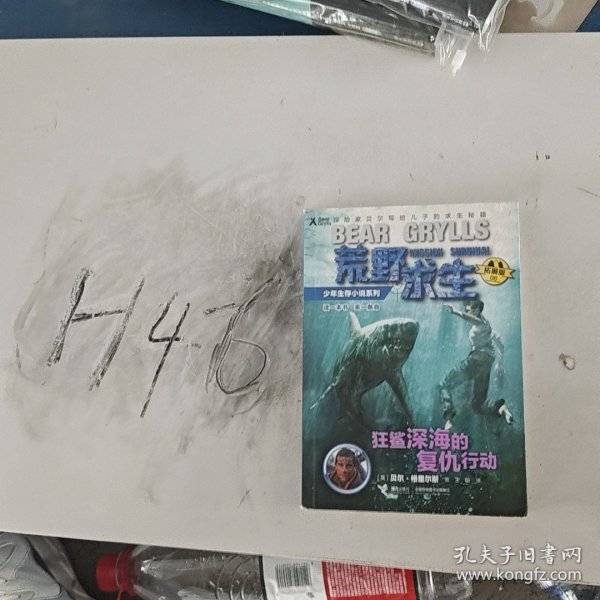 H46
探险家贝尔写给儿子的求生秘籍
BEAR GRYLLS
MISSION SURVIVAL
荒野求生
拓展版
少年生存小说系列
狂鲨深海的
复仇行动
[英]贝尔·格里尔斯 著
孔夫子旧书网
www.kongfz.com